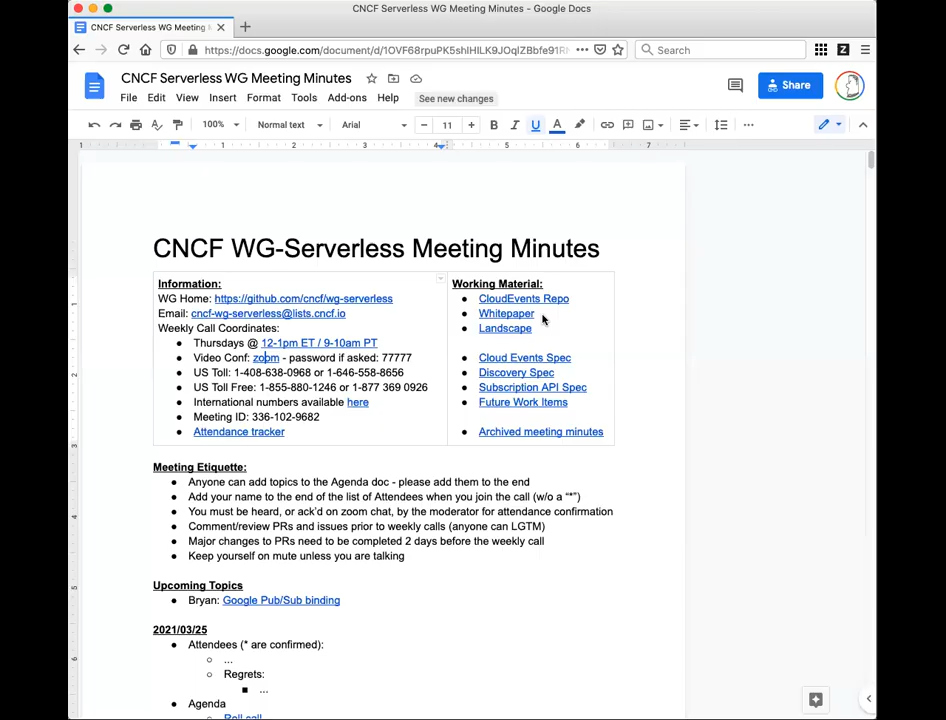 CNCF Serverless WG Meeting Minutes - Google Docs
CNCF Serverless WG Meeting
https://docs.google.com/document/d/1OVF68rpuPK5shIHILK9JOqlZBbfe91RN
Search
CNCF Serverless WG Meeting Minutes
File Edit View Insert Format Tools Add-ons Help See new changes
Share
100% Normal text Arial 11 B I U A
1 1 2 3 4 5 6 7
CNCF WG-Serverless Meeting Minutes
Information:
WG Home: https://github.com/cncf/wg-serverless
Email: cncf-wg-serverless@lists.cncf.io
Weekly Call Coordinates:
● Thursdays @ 12-1pm ET / 9-10am PT
● Video Conf: zoom - password if asked: 77777
● US Toll: 1-408-638-0968 or 1-646-558-8656
● US Toll Free: 1-855-880-1246 or 1-877 369 0926
● International numbers available here
● Meeting ID: 336-102-9682
● Attendance tracker
Working Material:
● CloudEvents Repo
● Whitepaper
● Landscape
● Cloud Events Spec
● Discovery Spec
● Subscription API Spec
● Future Work Items
● Archived meeting minutes
Meeting Etiquette:
● Anyone can add topics to the Agenda doc - please add them to the end
● Add your name to the end of the list of Attendees when you join the call (w/o a “*”)
● You must be heard, or ack’d on zoom chat, by the moderator for attendance confirmation
● Comment/review PRs and issues prior to weekly calls (anyone can LGTM)
● Major changes to PRs need to be completed 2 days before the weekly call
● Keep yourself on mute unless you are talking
Upcoming Topics
● Bryan: Google Pub/Sub binding
2021/03/25
● Attendees (* are confirmed):
○ ...
○ Regrets:
■ ...
● Agenda
○ Roll call